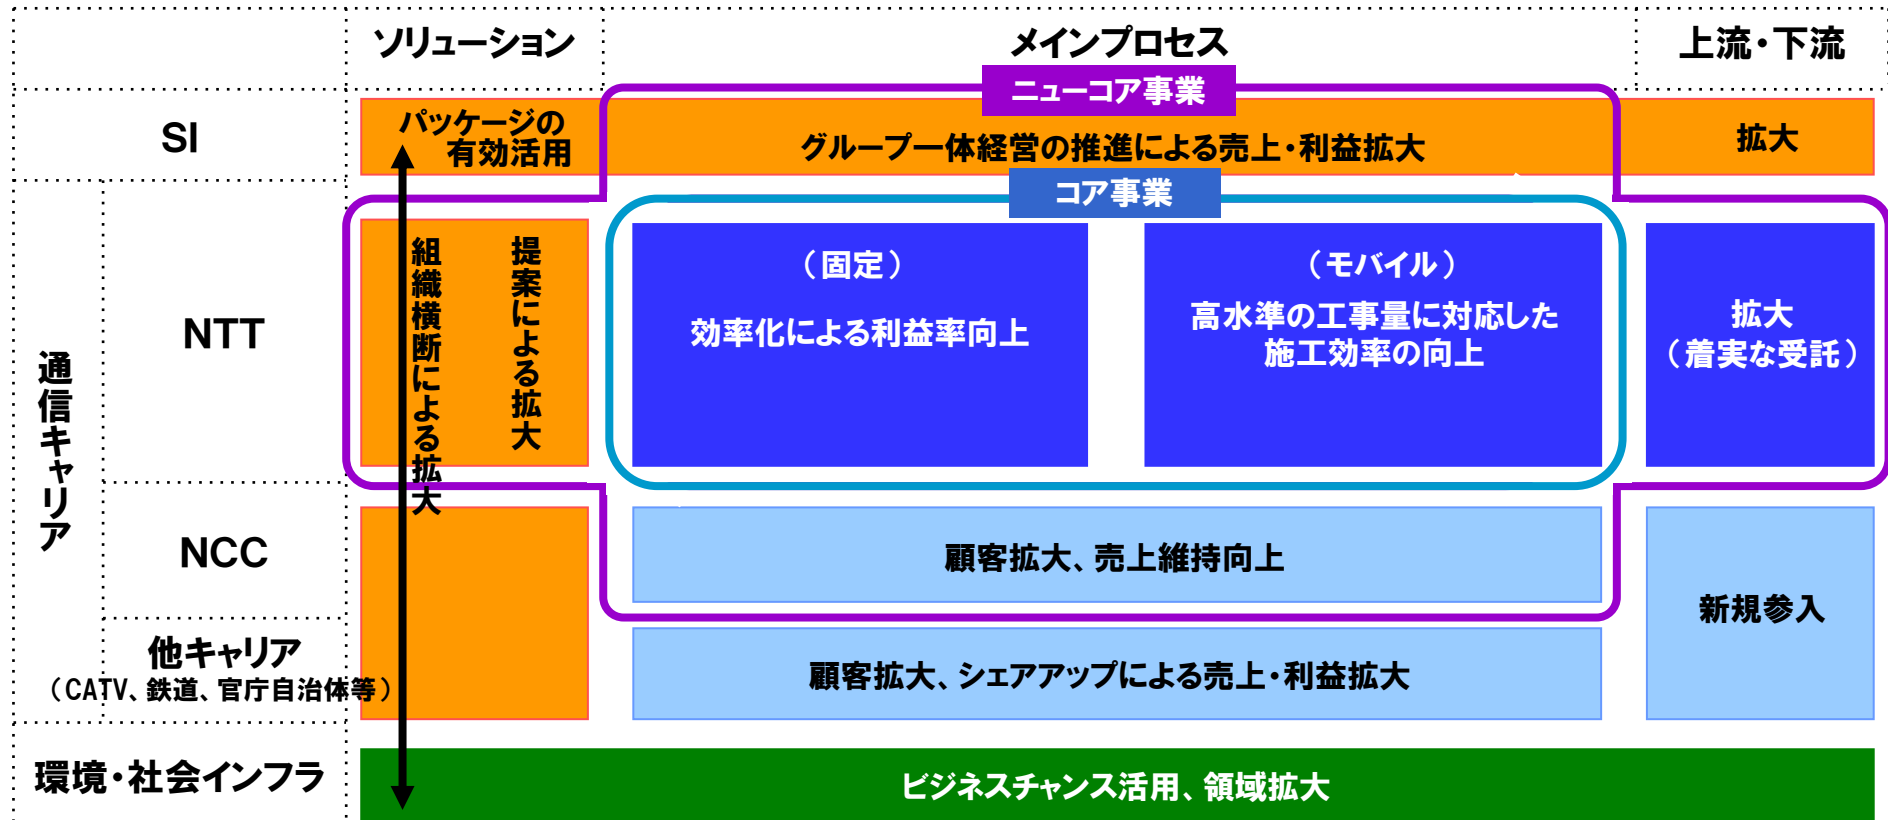 ソリューション
メインプロセス
上流・下流
ニューコア事業
SI
パッケージの
有効活用
グループ一体経営の推進による売上・利益拡大
拡大
コア事業
通信キャリア
NTT
組織横断による拡大
提案による拡大
（固定）
効率化による利益率向上
（モバイル）
高水準の工事量に対応した
施工効率の向上
拡大
（着実な受託）
NCC
顧客拡大、売上維持向上
新規参入
他キャリア
（CATV、鉄道、官庁自治体等）
顧客拡大、シェアアップによる売上・利益拡大
環境・社会インフラ
ビジネスチャンス活用、領域拡大